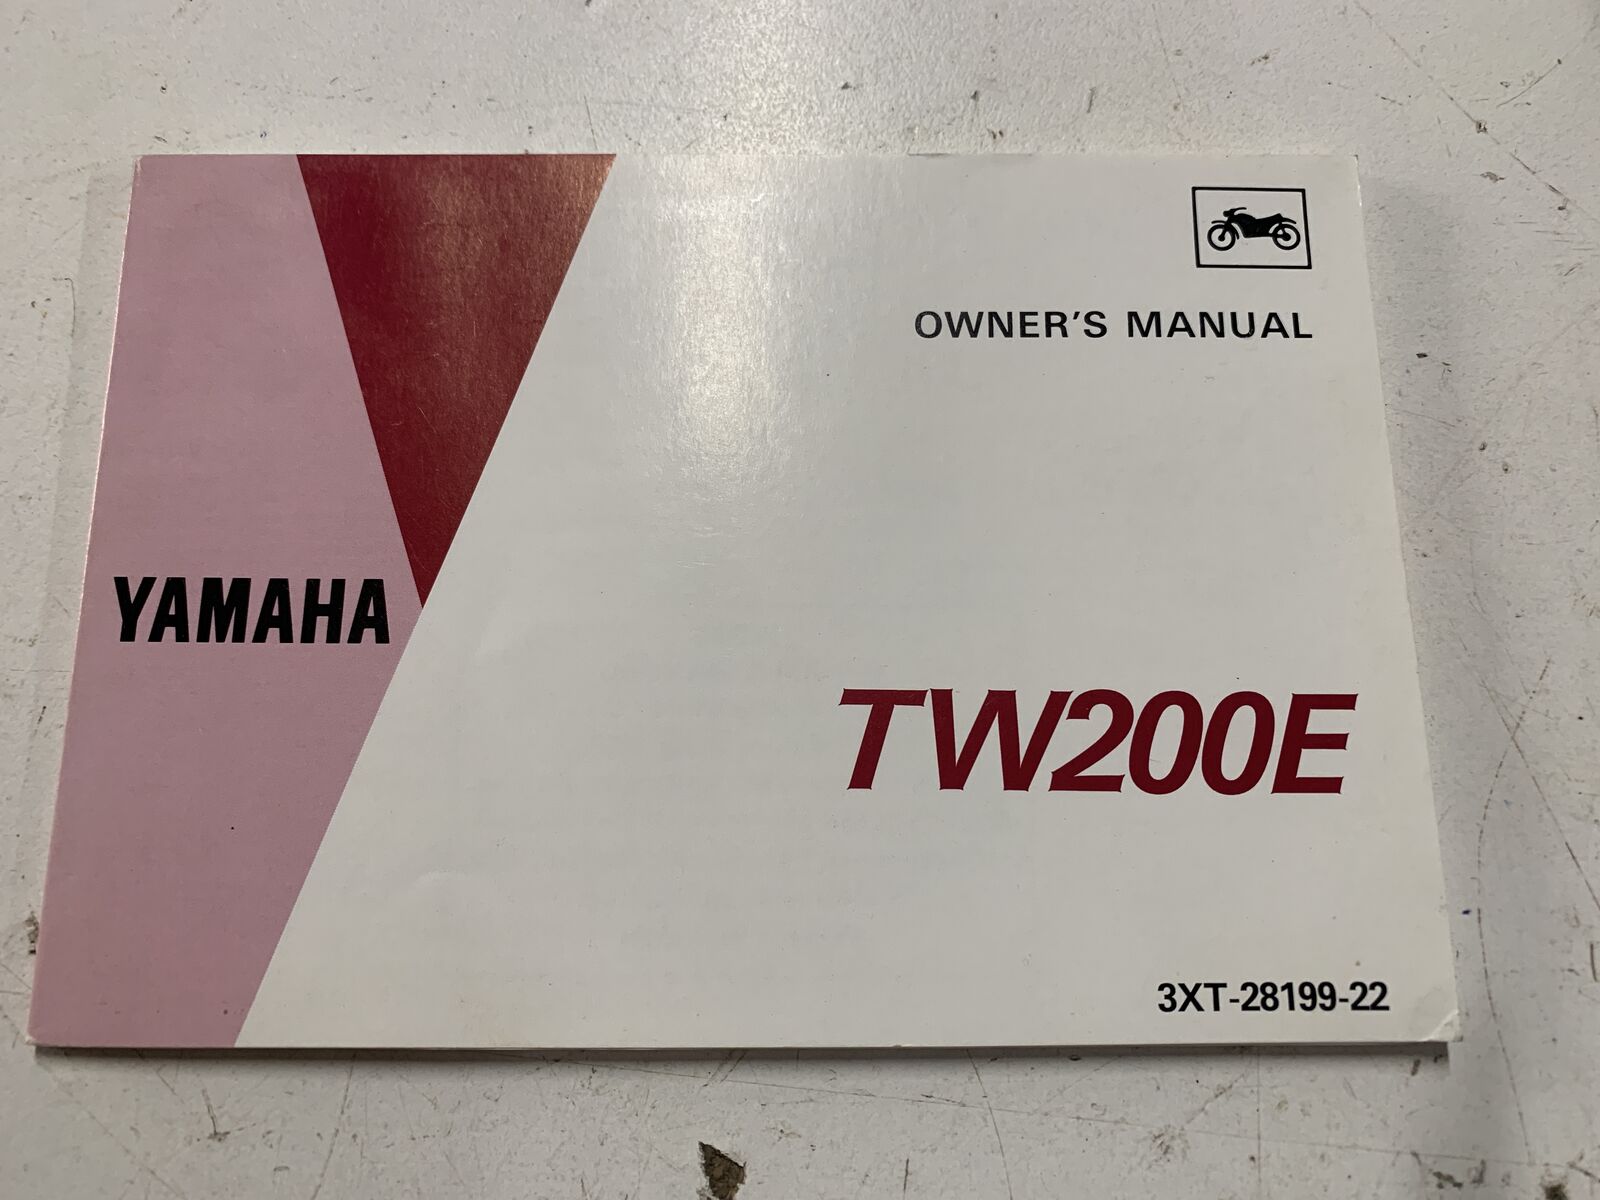 OWNER'S MANUAL
YAMAHA
TW200E
3XT-28199-22